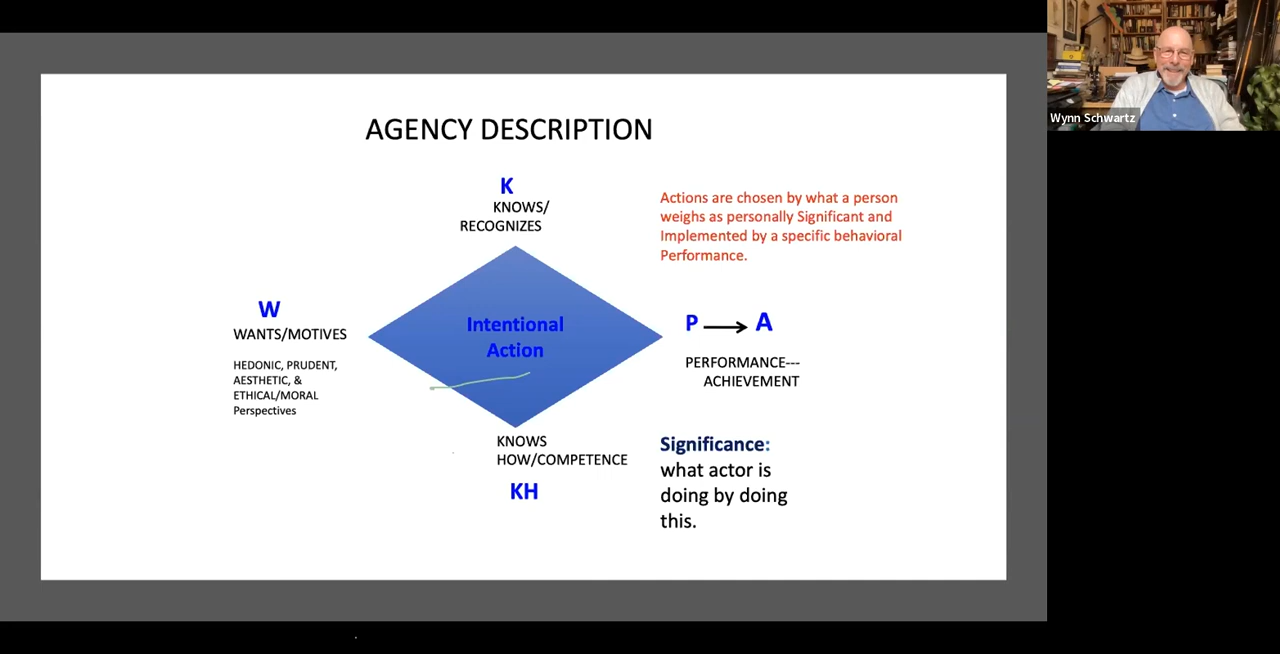 Wynn Schwartz
AGENCY DESCRIPTION
K
KNOWS/
RECOGNIZES
Actions are chosen by what a person
weighs as personally Significant and
Implemented by a specific behavioral
Performance.
W
WANTS/MOTIVES
HEDONIC, PRUDENT,
AESTHETIC, &
ETHICAL/MORAL
Perspectives
Intentional
Action
P → A
PERFORMANCE---
ACHIEVEMENT
KNOWS
HOW/COMPETENCE
KH
Significance:
what actor is
doing by doing
this.